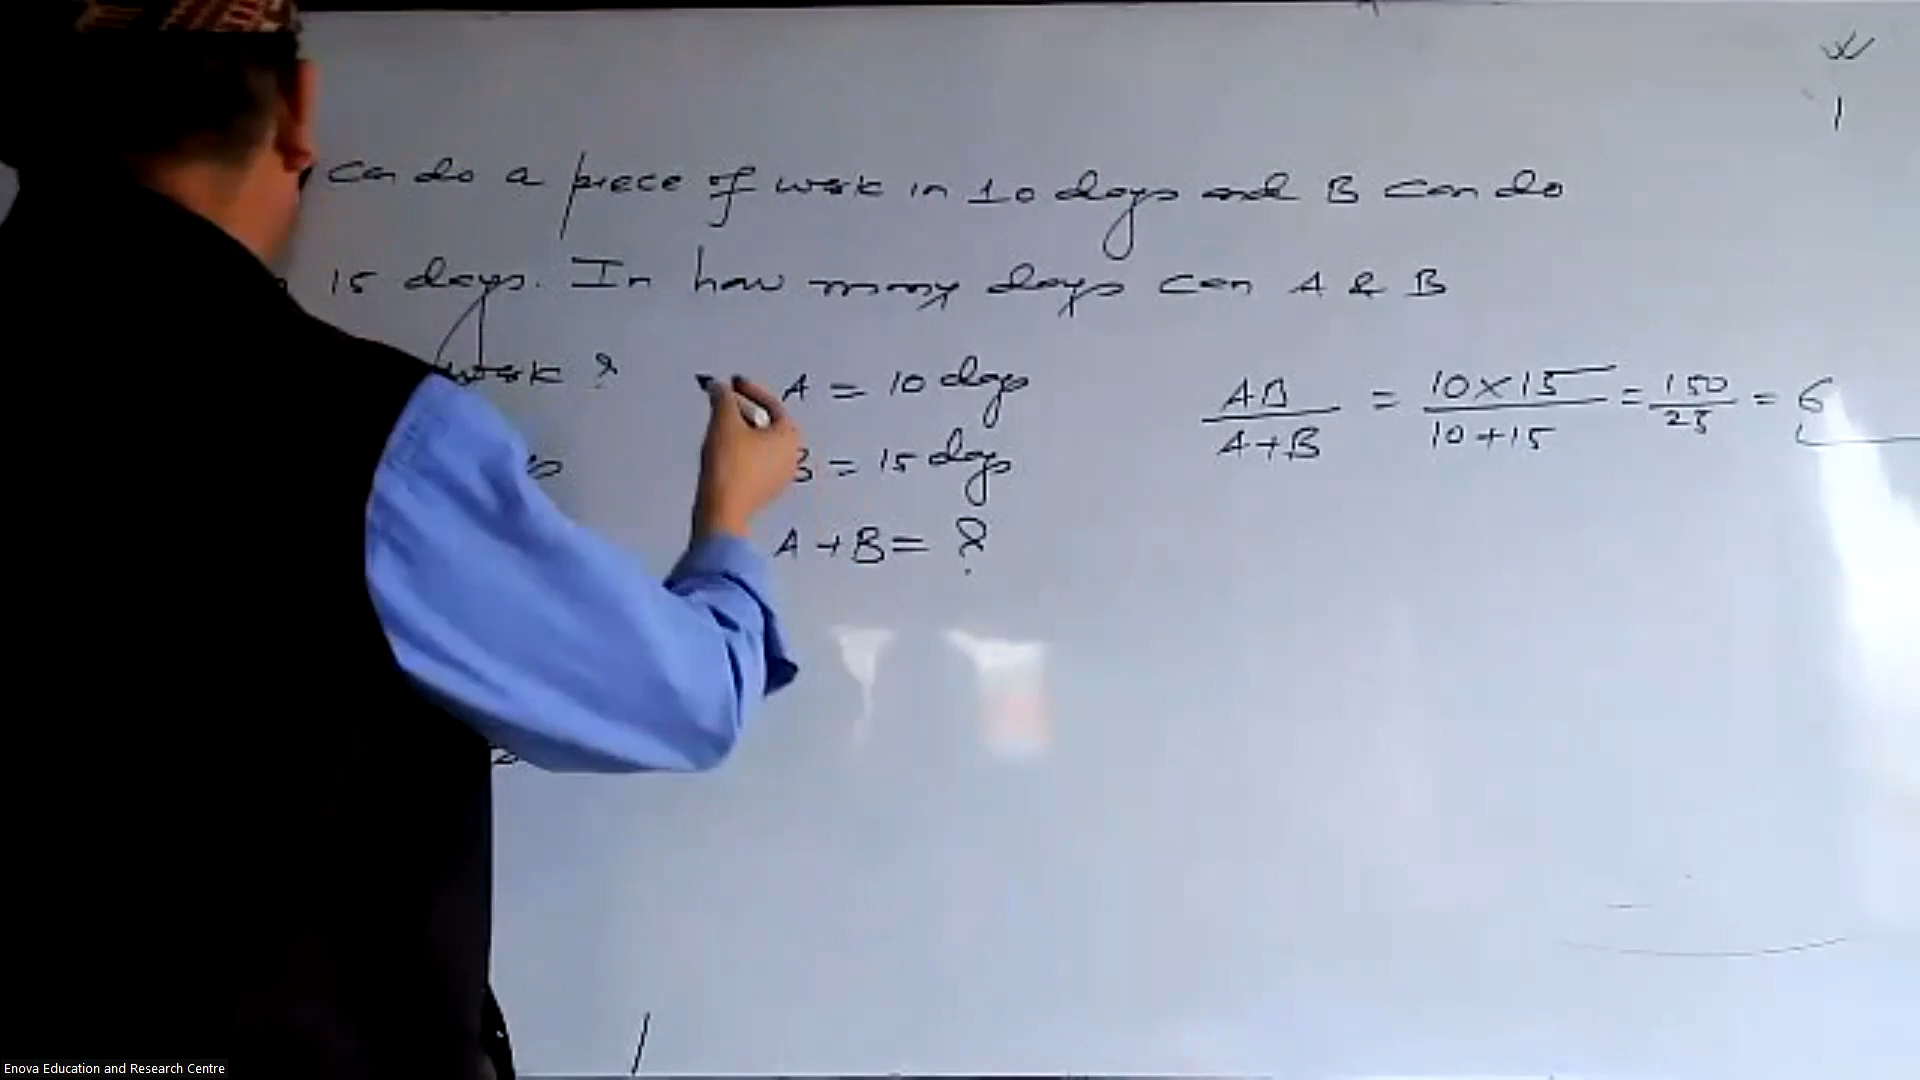 W
1
can do a piece of work in 10 days and B can do
15 days. In how many days can A & B
work ?
A = 10 days
B = 15 days
A + B = ?
AB / A+B = 10×15 / 10+15 = 150 / 25 = 6
Enova Education and Research Centre